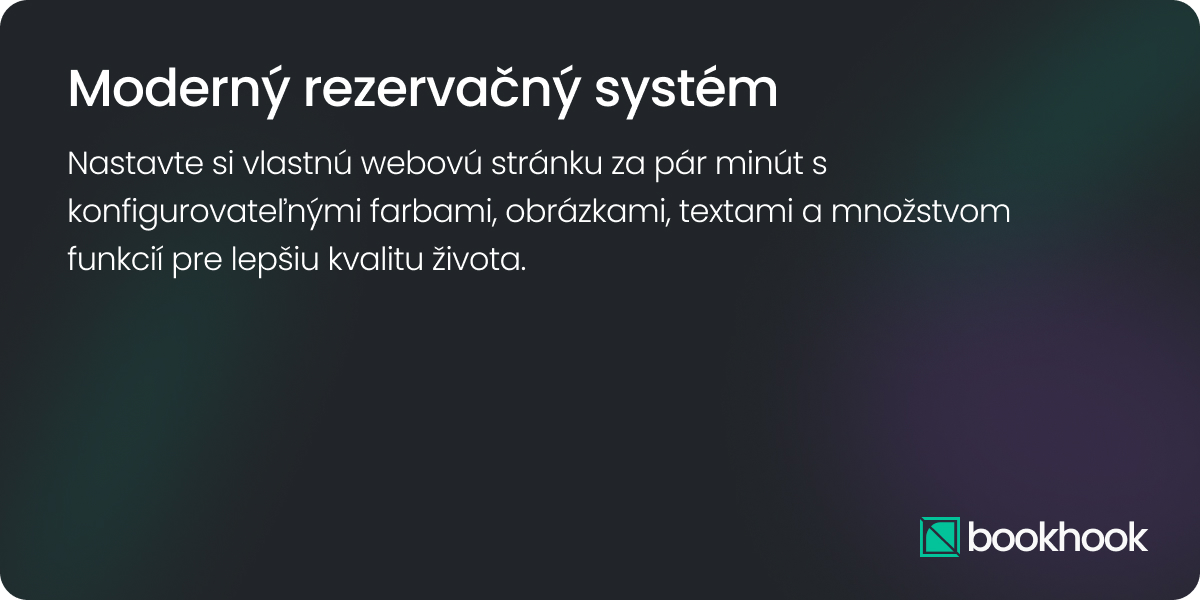 Moderný rezervačný systém
Nastavte si vlastnú webovú stránku za pár minút s
konfigurovateľnými farbami, obrázkami, textami a množstvom
funkcií pre lepšiu kvalitu života.
bookhook